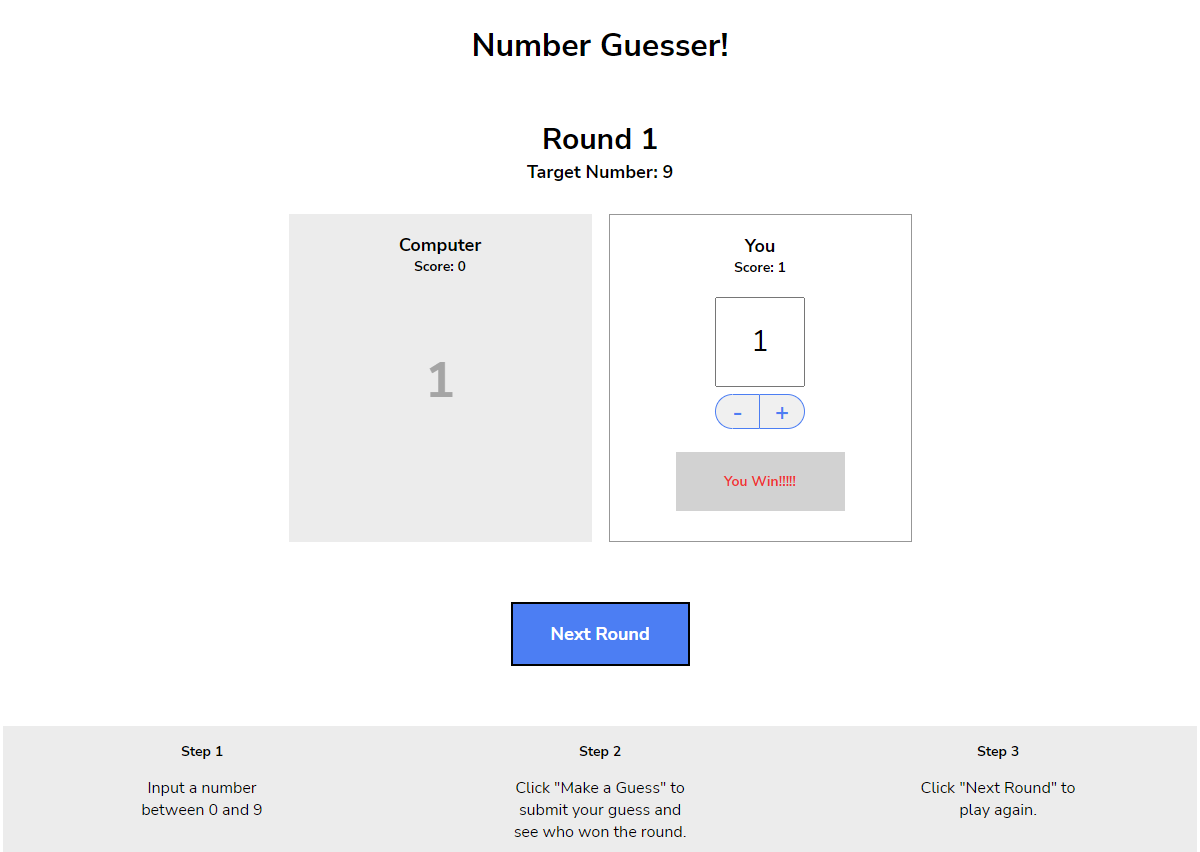 Number Guesser!
Round 1
Target Number: 9
Computer
Score: 0
1
You
Score: 1
1
- +
You Win!!!!!
Next Round
Step 1
Input a number
between 0 and 9
Step 2
Click "Make a Guess" to
submit your guess and
see who won the round.
Step 3
Click "Next Round" to
play again.